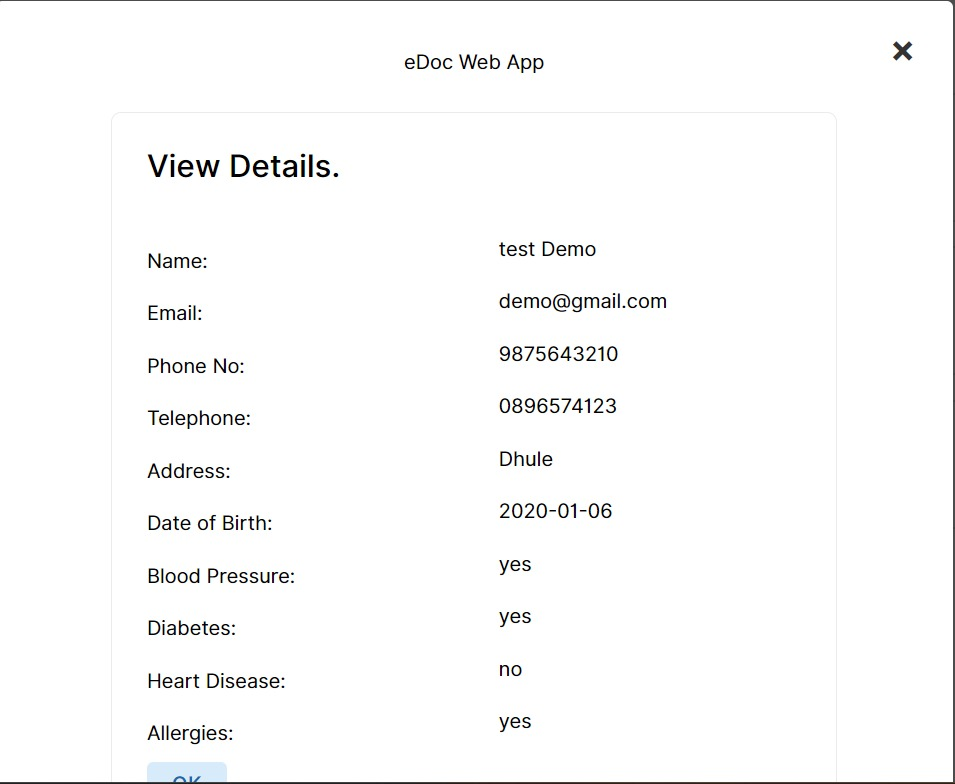 eDoc Web App
✖
View Details.
Name: test Demo
Email: demo@gmail.com
Phone No: 9875643210
Telephone: 0896574123
Address: Dhule
Date of Birth: 2020-01-06
Blood Pressure: yes
Diabetes: yes
Heart Disease: no
Allergies: yes
OK